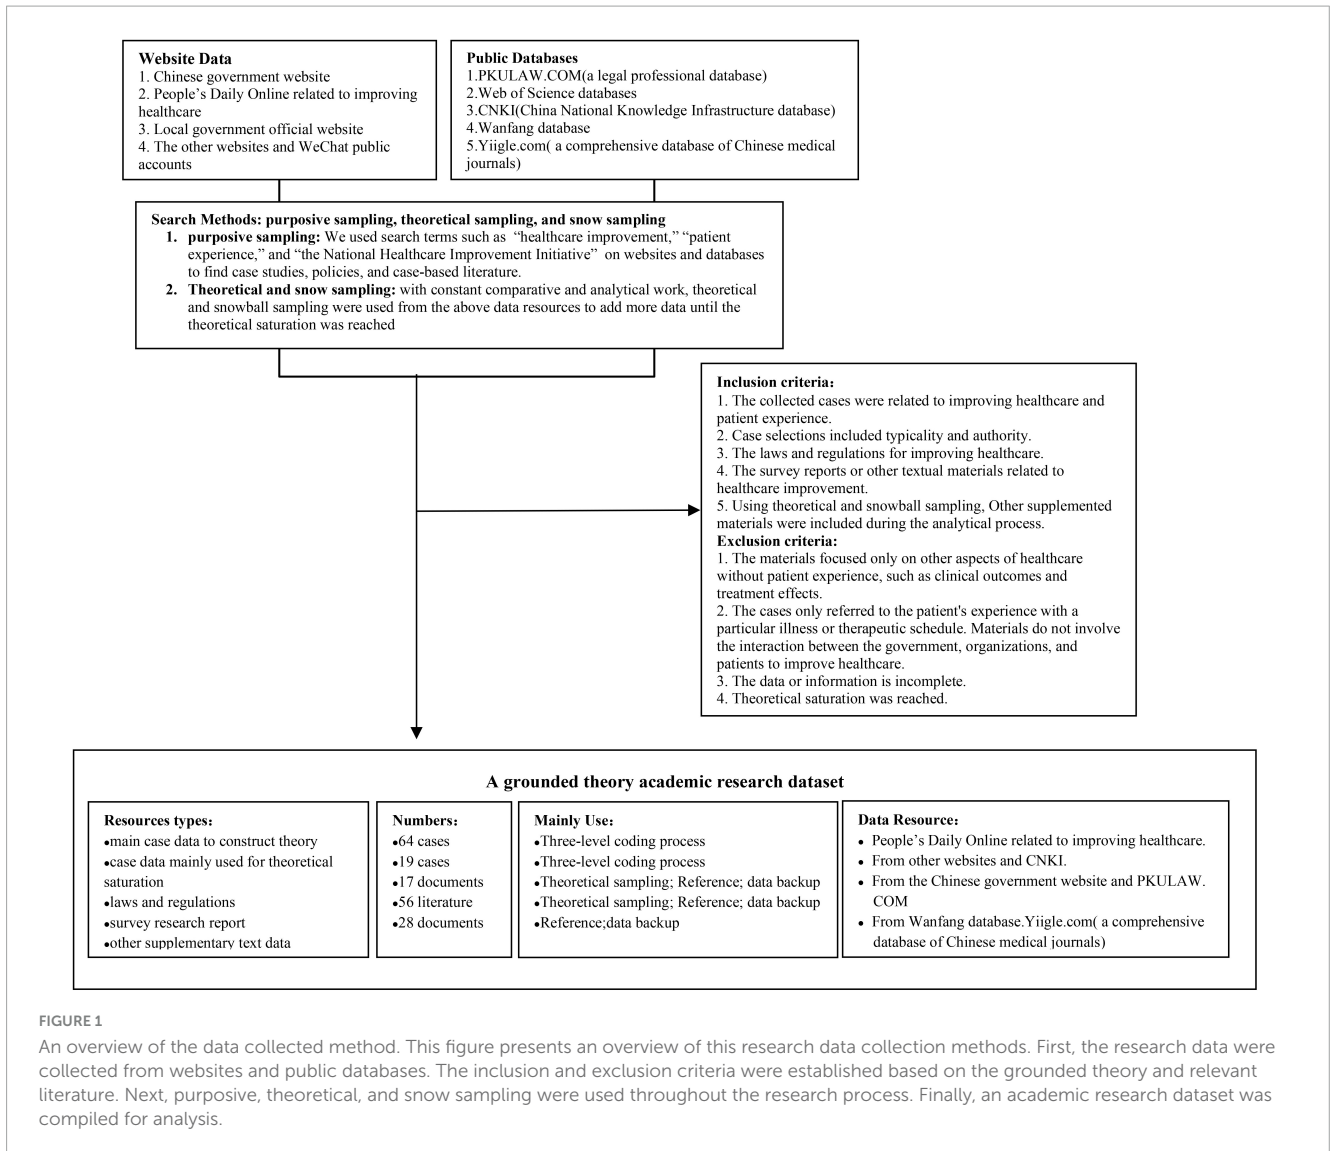 Website Data
1. Chinese government website
2. People's Daily Online related to improving
healthcare
3. Local government official website
4. The other websites and WeChat public
accounts
Public Databases
1.PKULAW.COM(a legal professional database)
2.Web of Science databases
3.CNKI(China National Knowledge Infrastructure database)
4.Wanfang database
5.Yiigle.com( a comprehensive database of Chinese medical
journals)
Search Methods: purposive sampling, theoretical sampling, and snow sampling
1. purposive sampling: We used search terms such as “healthcare improvement,” “patient
experience,” and “the National Healthcare Improvement Initiative” on websites and databases
to find case studies, policies, and case-based literature.
2. Theoretical and snow sampling: with constant comparative and analytical work, theoretical
and snowball sampling were used from the above data resources to add more data until the
theoretical saturation was reached
Inclusion criteria:
1. The collected cases were related to improving healthcare and
patient experience.
2. Case selections included typicality and authority.
3. The laws and regulations for improving healthcare.
4. The survey reports or other textual materials related to
healthcare improvement.
5. Using theoretical and snowball sampling, Other supplemented
materials were included during the analytical process.
Exclusion criteria:
1. The materials focused only on other aspects of healthcare
without patient experience, such as clinical outcomes and
treatment effects.
2. The cases only referred to the patient's experience with a
particular illness or therapeutic schedule. Materials do not involve
the interaction between the government, organizations, and
patients to improve healthcare.
3. The data or information is incomplete.
4. Theoretical saturation was reached.
A grounded theory academic research dataset
Resources types:
•main case data to construct theory
•case data mainly used for theoretical
saturation
•laws and regulations
•survey research report
•other supplementary text data
Numbers:
•64 cases
•19 cases
•17 documents
•56 literature
•28 documents
Mainly Use:
•Three-level coding process
•Three-level coding process
•Theoretical sampling; Reference; data backup
•Theoretical sampling; Reference; data backup
•Reference;data backup
Data Resource:
• People's Daily Online related to improving healthcare.
• From other websites and CNKI.
• From the Chinese government website and PKULAW.
COM
• From Wanfang database.Yiigle.com( a comprehensive
database of Chinese medical journals)
FIGURE 1
An overview of the data collected method. This figure presents an overview of this research data collection methods. First, the research data were
collected from websites and public databases. The inclusion and exclusion criteria were established based on the grounded theory and relevant
literature. Next, purposive, theoretical, and snow sampling were used throughout the research process. Finally, an academic research dataset was
compiled for analysis.